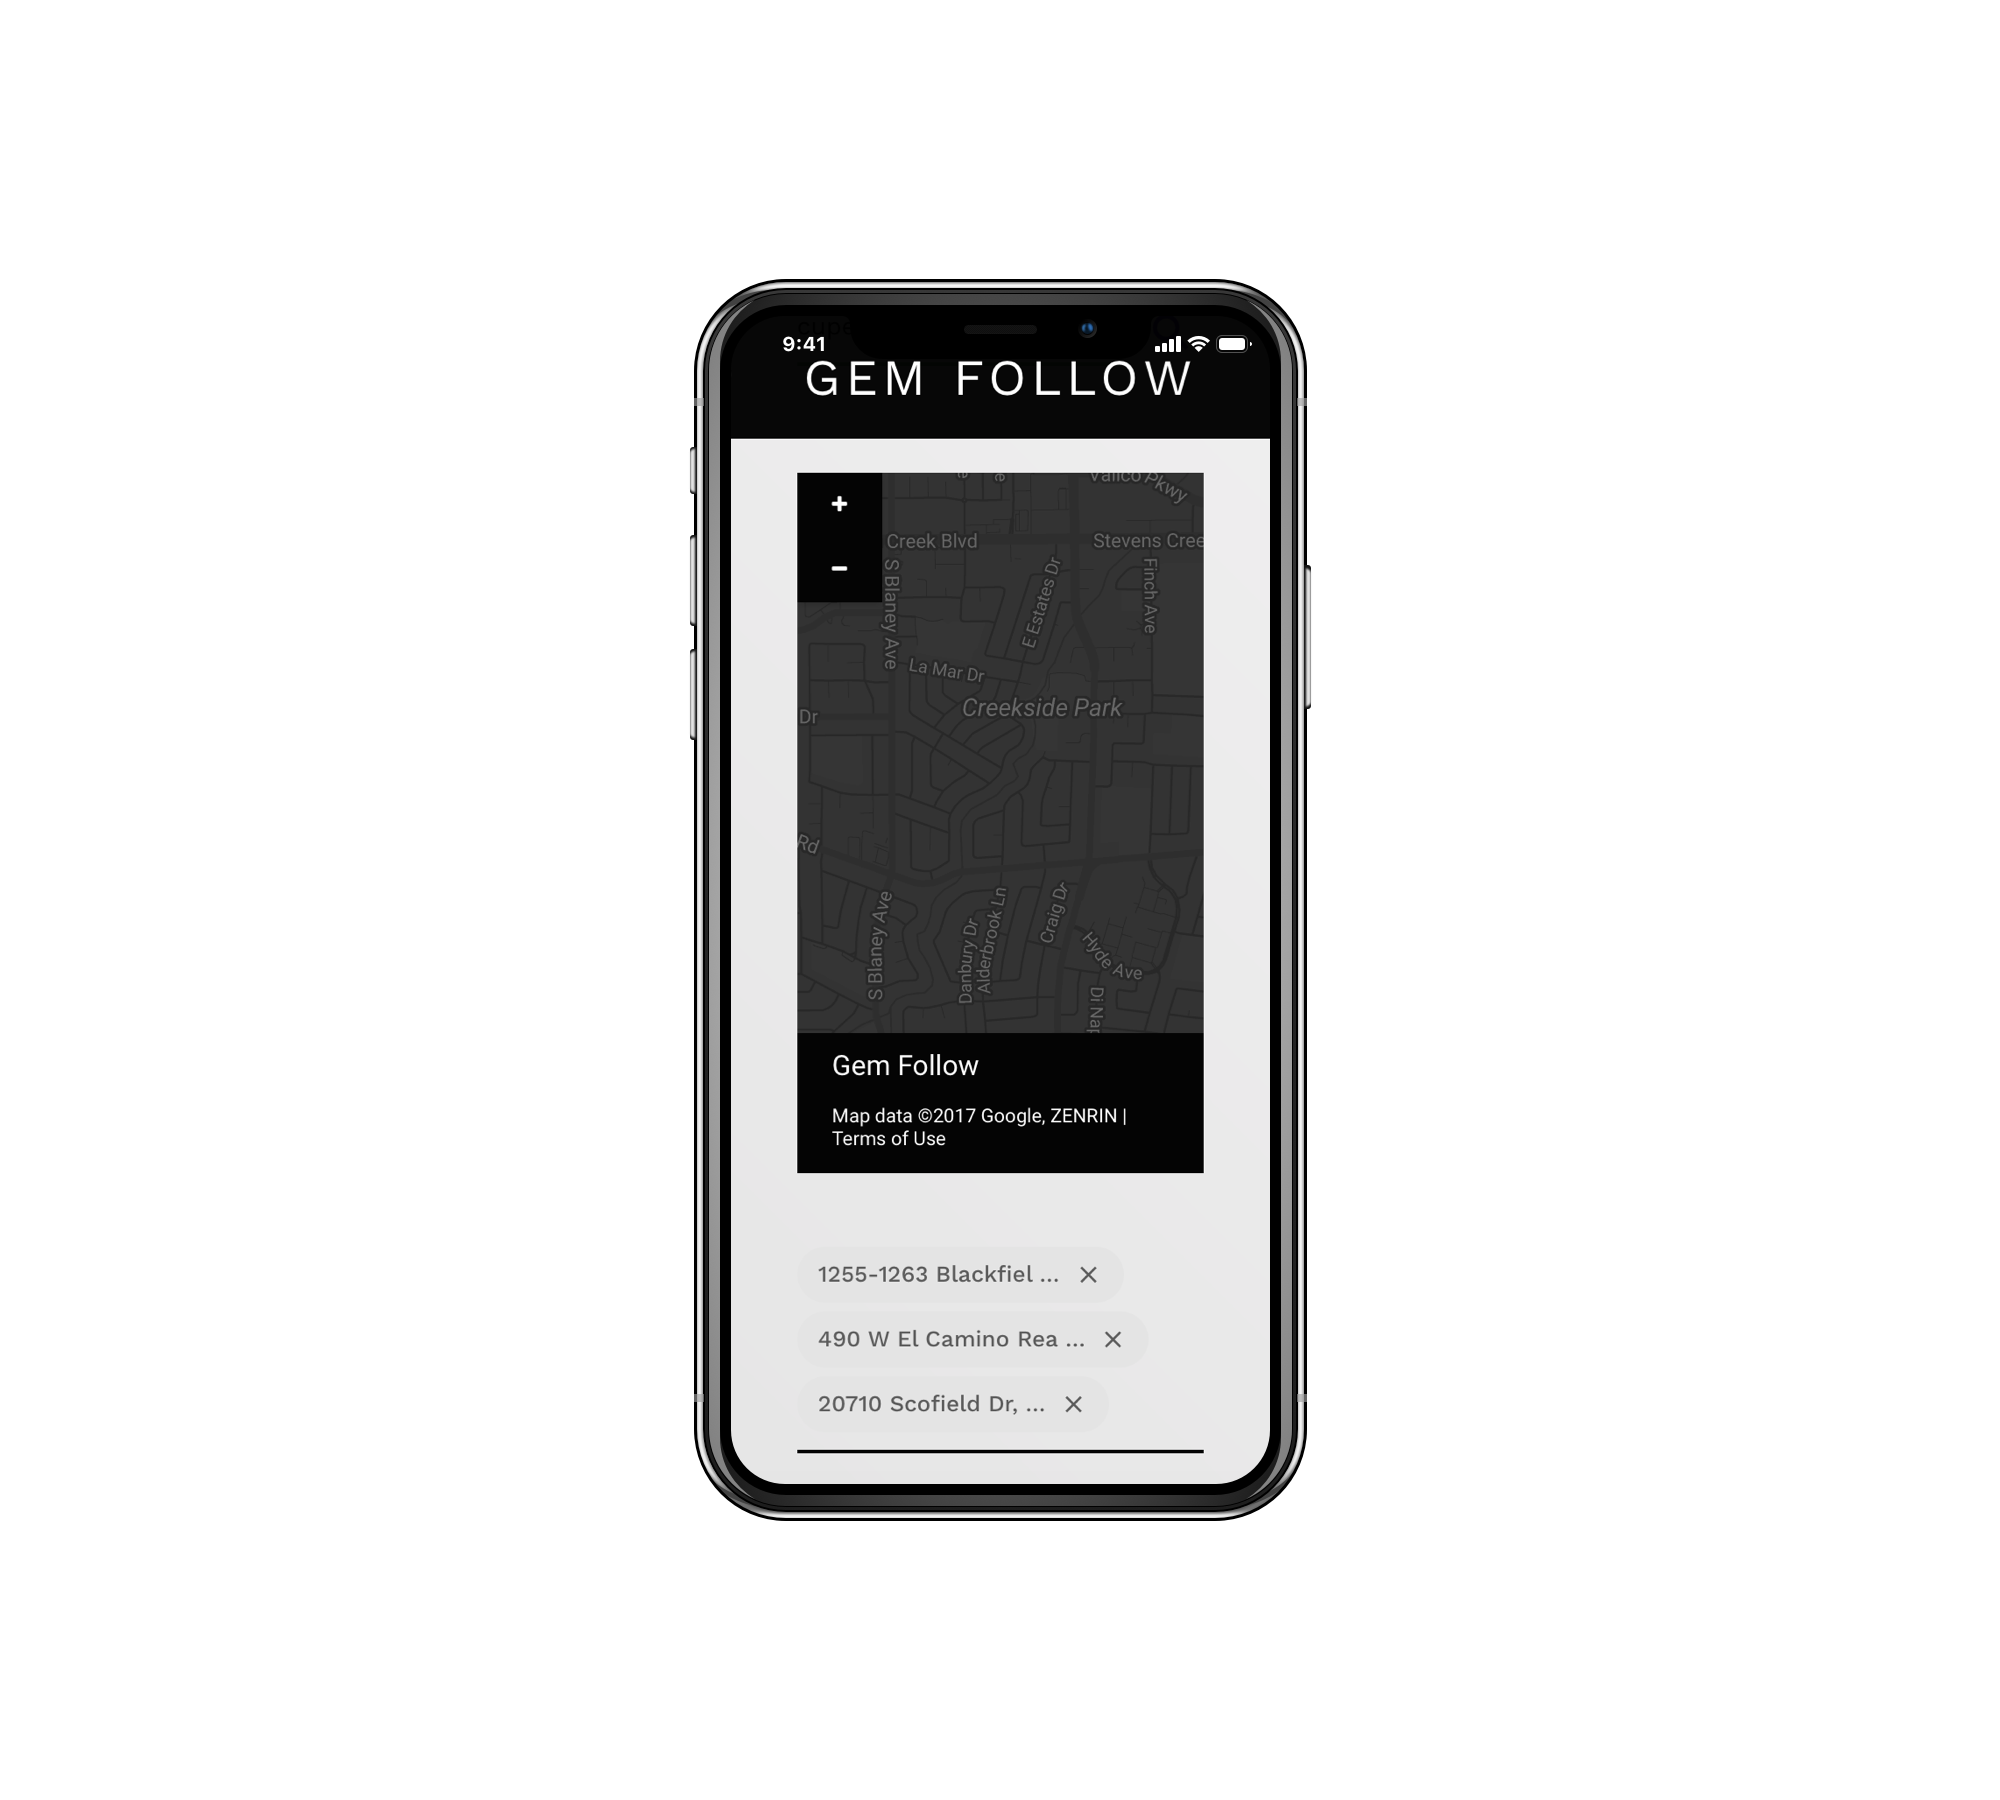 9:41
GEM FOLLOW
+
Vallco Pkwy
Creek Blvd
Stevens Cree
−
S Blaney Ave
E Estates Dr
Finch Ave
La Mar Dr
Creekside Park
Dr
Rd
S Blaney Ave
Danbury Dr
Alderbrook Ln
Craig Dr
Hyde Ave
Di Nap
Gem Follow
Map data ©2017 Google, ZENRIN |
Terms of Use
1255-1263 Blackfiel ...
490 W El Camino Rea ...
20710 Scofield Dr, ...